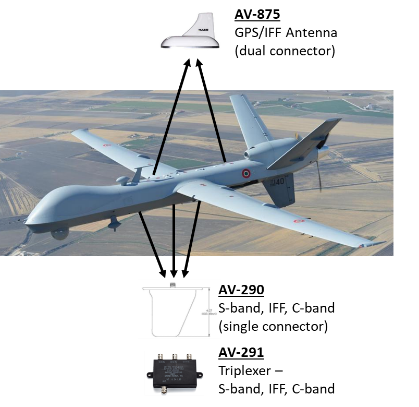 AV-875
GPS/IFF Antenna
(dual connector)
AV-290
S-band, IFF, C-band
(single connector)
AV-291
Triplexer –
S-band, IFF, C-band